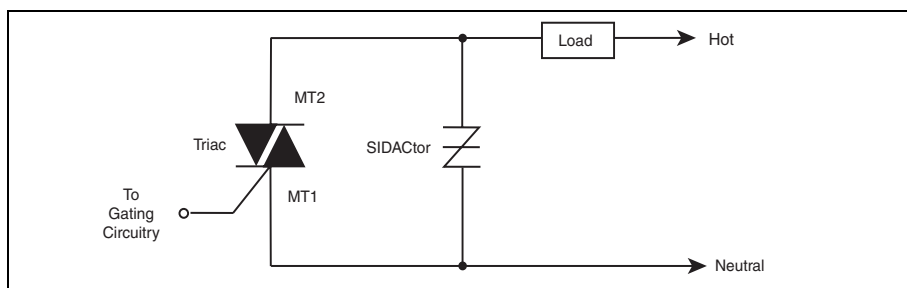 Load
Hot
MT2
Triac
SIDACtor
MT1
To
Gating
Circuitry
Neutral